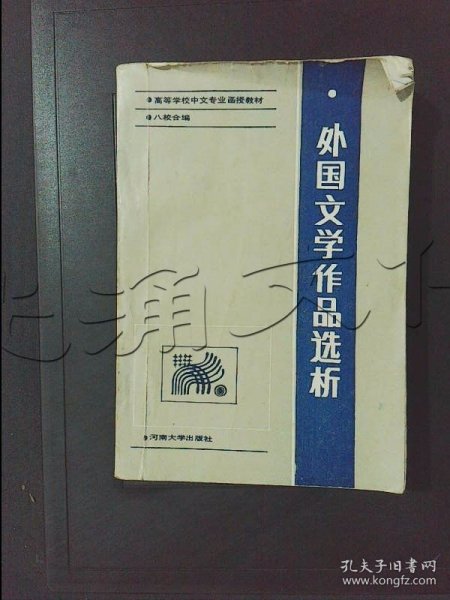 高等学校中文专业函授教材
八校合编
外国文学作品选析
河南大学出版社
孔夫子旧书网
www.kongfz.com